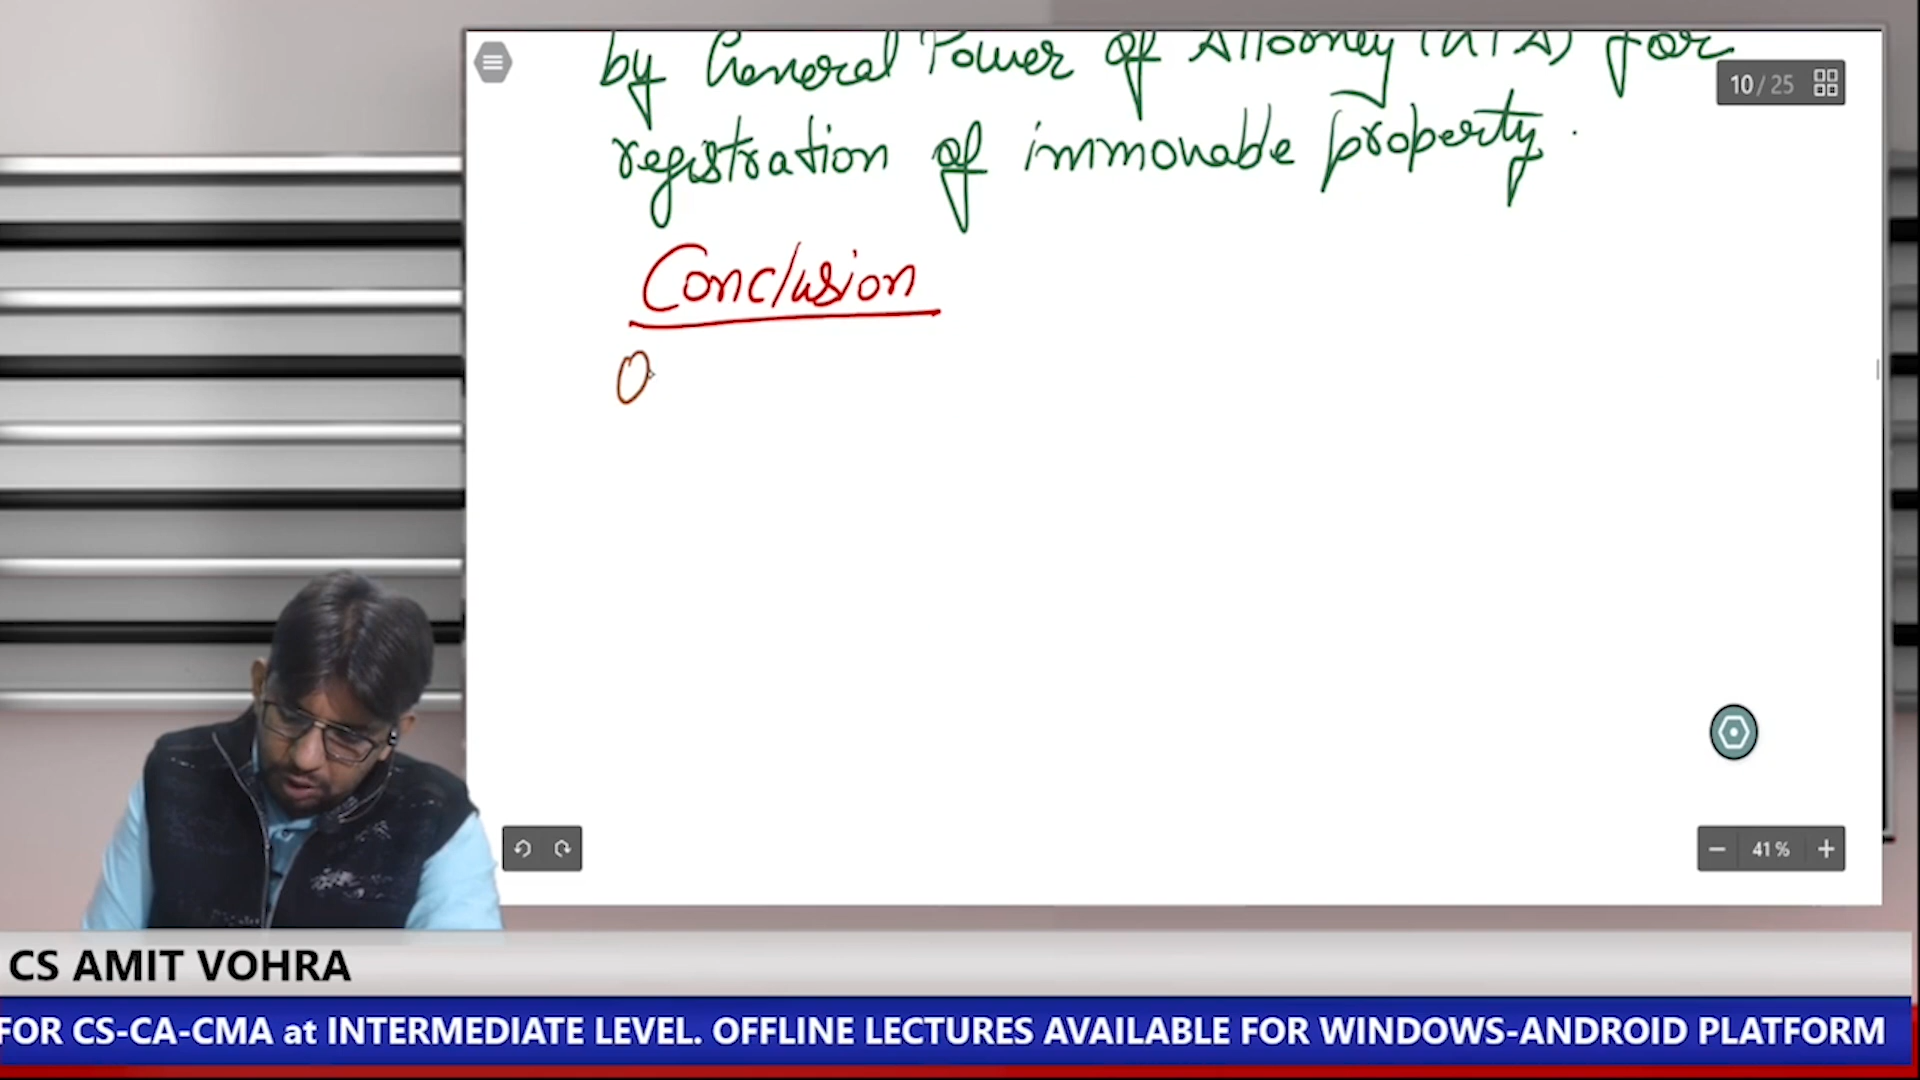 by General Power of Attorney (GPA) for
10 / 25
registration of immovable property.
Conclusion
O
41 %
CS AMIT VOHRA
FOR CS-CA-CMA at INTERMEDIATE LEVEL. OFFLINE LECTURES AVAILABLE FOR WINDOWS-ANDROID PLATFORM